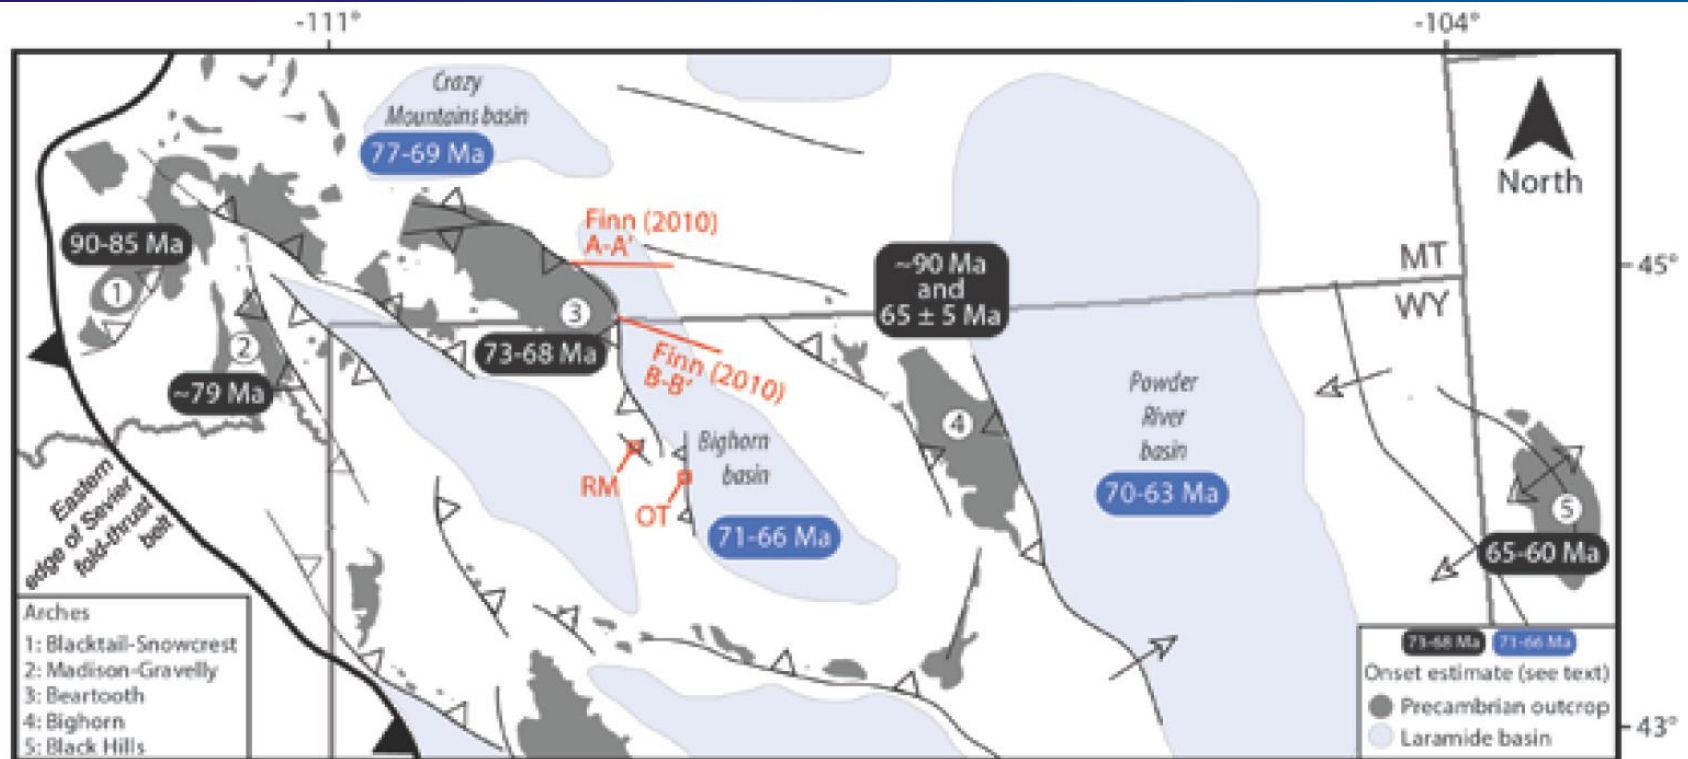 -111°
-104°
Crazy
Mountains basin
77-69 Ma
North
90-85 Ma
Finn (2010)
A-A'
~90 Ma
and
65 ± 5 Ma
MT
45°
WY
1
3
2
73-68 Ma
Finn (2010)
B-B'
~79 Ma
Powder
River
basin
4
Bighorn
basin
RM
70-63 Ma
OT
71-66 Ma
5
65-60 Ma
Eastern
edge of Sevier
fold-thrust
belt
Arches
1: Blacktail-Snowcrest
2: Madison-Gravelly
3: Beartooth
4: Bighorn
5: Black Hills
73-68 Ma 71-66 Ma
Onset estimate (see text)
Precambrian outcrop
Laramide basin
43°